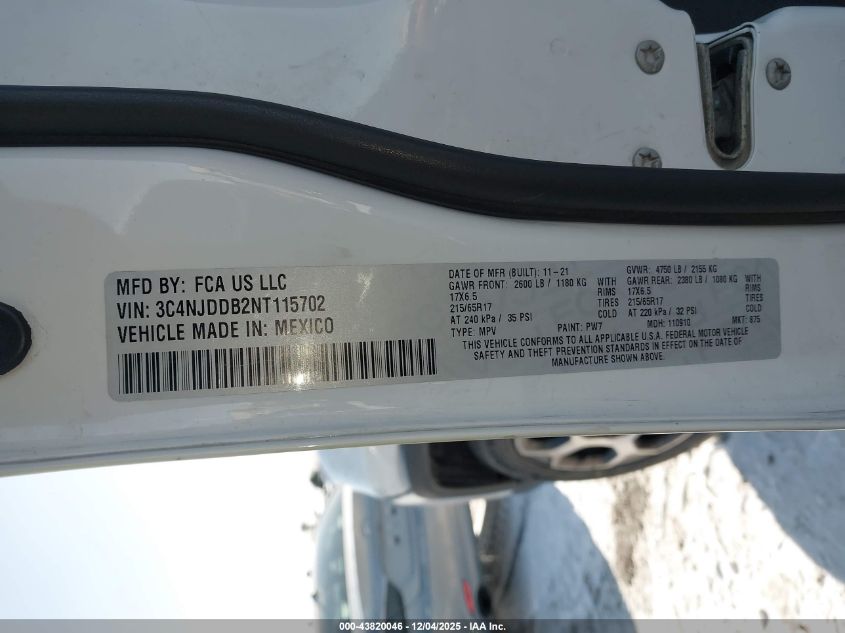 MFD BY: FCA US LLC
VIN: 3C4NJDDB2NT115702
VEHICLE MADE IN: MEXICO
DATE OF MFR (BUILT): 11-21 GVWR: 4750 LB / 2155 KG
GAWR FRONT: 2600 LB / 1180 KG WITH GAWR REAR: 2380 LB / 1080 KG WITH
17X6.5 RIMS 17X6.5 RIMS
215/65R17 TIRES 215/65R17 TIRES
AT 240 kPa / 35 PSI COLD AT 220 kPa / 32 PSI COLD
TYPE: MPV PAINT: PW7 MDH: 110910 MKT: 875
THIS VEHICLE CONFORMS TO ALL APPLICABLE U.S.A. FEDERAL MOTOR VEHICLE
SAFETY AND THEFT PREVENTION STANDARDS IN EFFECT ON THE DATE OF
MANUFACTURE SHOWN ABOVE.
000-43820046 - 12/04/2025 - IAA Inc.